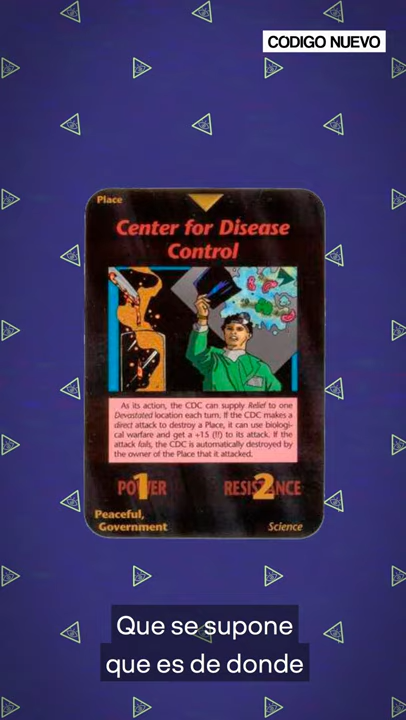 CODIGO NUEVO
Place
Center for Disease
Control
As its action, the CDC can supply Relief to one
Devastated location each turn. If the CDC makes a
direct attack to destroy a Place, it can use biologi-
cal warfare and get a +15 (!!) to its attack. If the
attack fails, the CDC is automatically destroyed by
the owner of the Place that it attacked.
POWER 1
RESISTANCE 2
Peaceful,
Government
Science
Que se supone
que es de donde